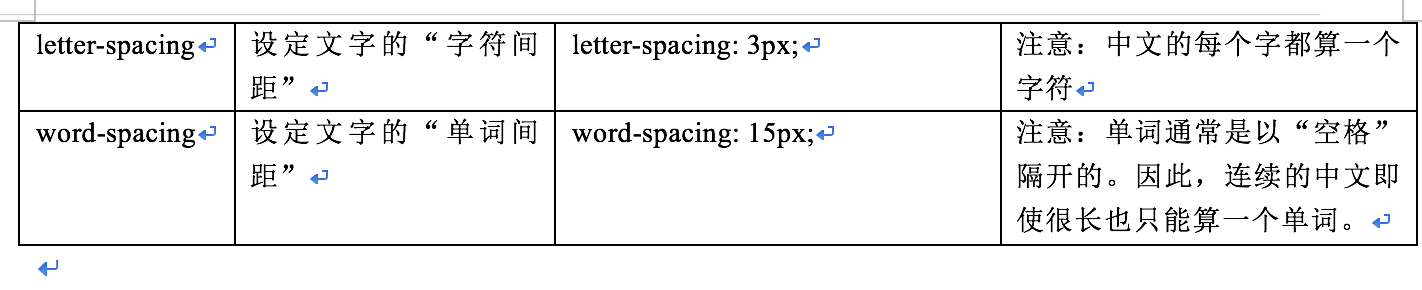 letter-spacing
设定文字的“字符间
距”
letter-spacing: 3px;
注意：中文的每个字都算一个
字符
word-spacing
设定文字的“单词间
距”
word-spacing: 15px;
注意：单词通常是以“空格”
隔开的。因此，连续的中文即
使很长也只能算一个单词。